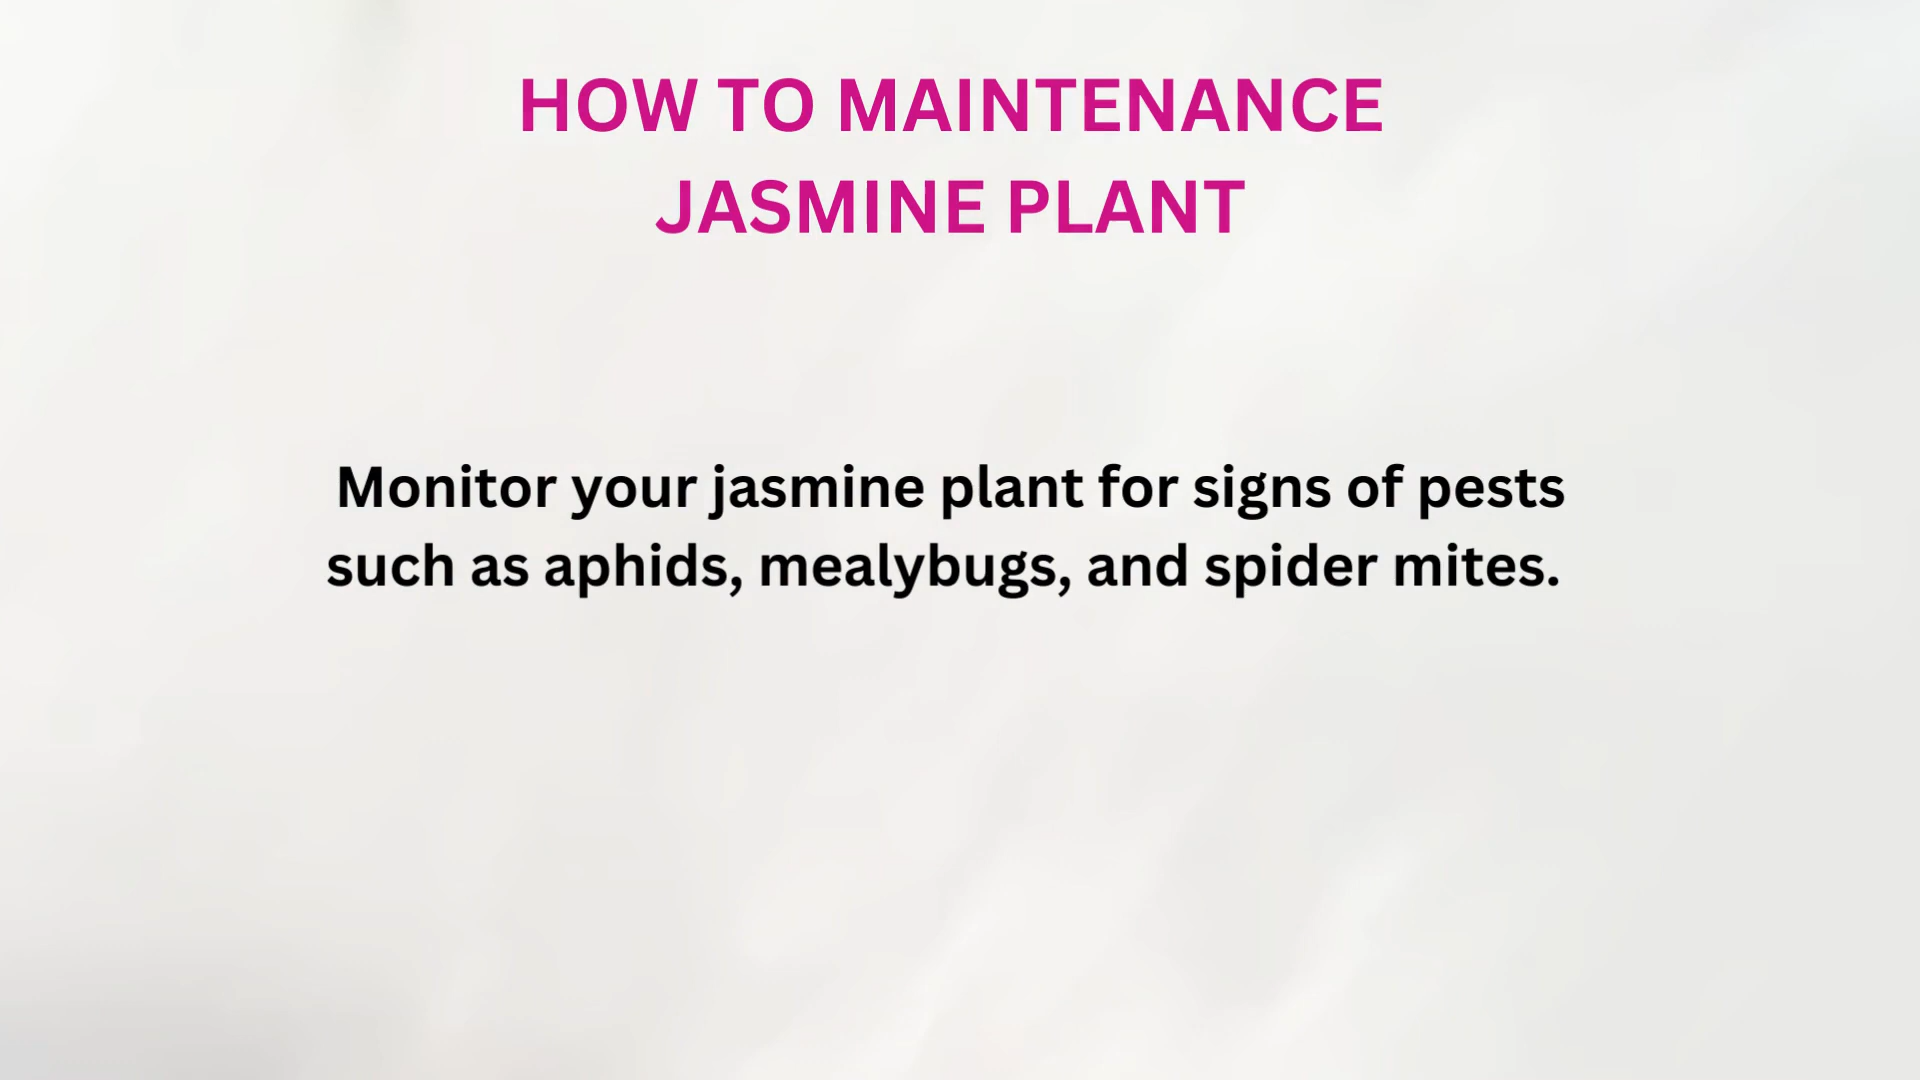 HOW TO MAINTENANCE
JASMINE PLANT
Monitor your jasmine plant for signs of pests
such as aphids, mealybugs, and spider mites.